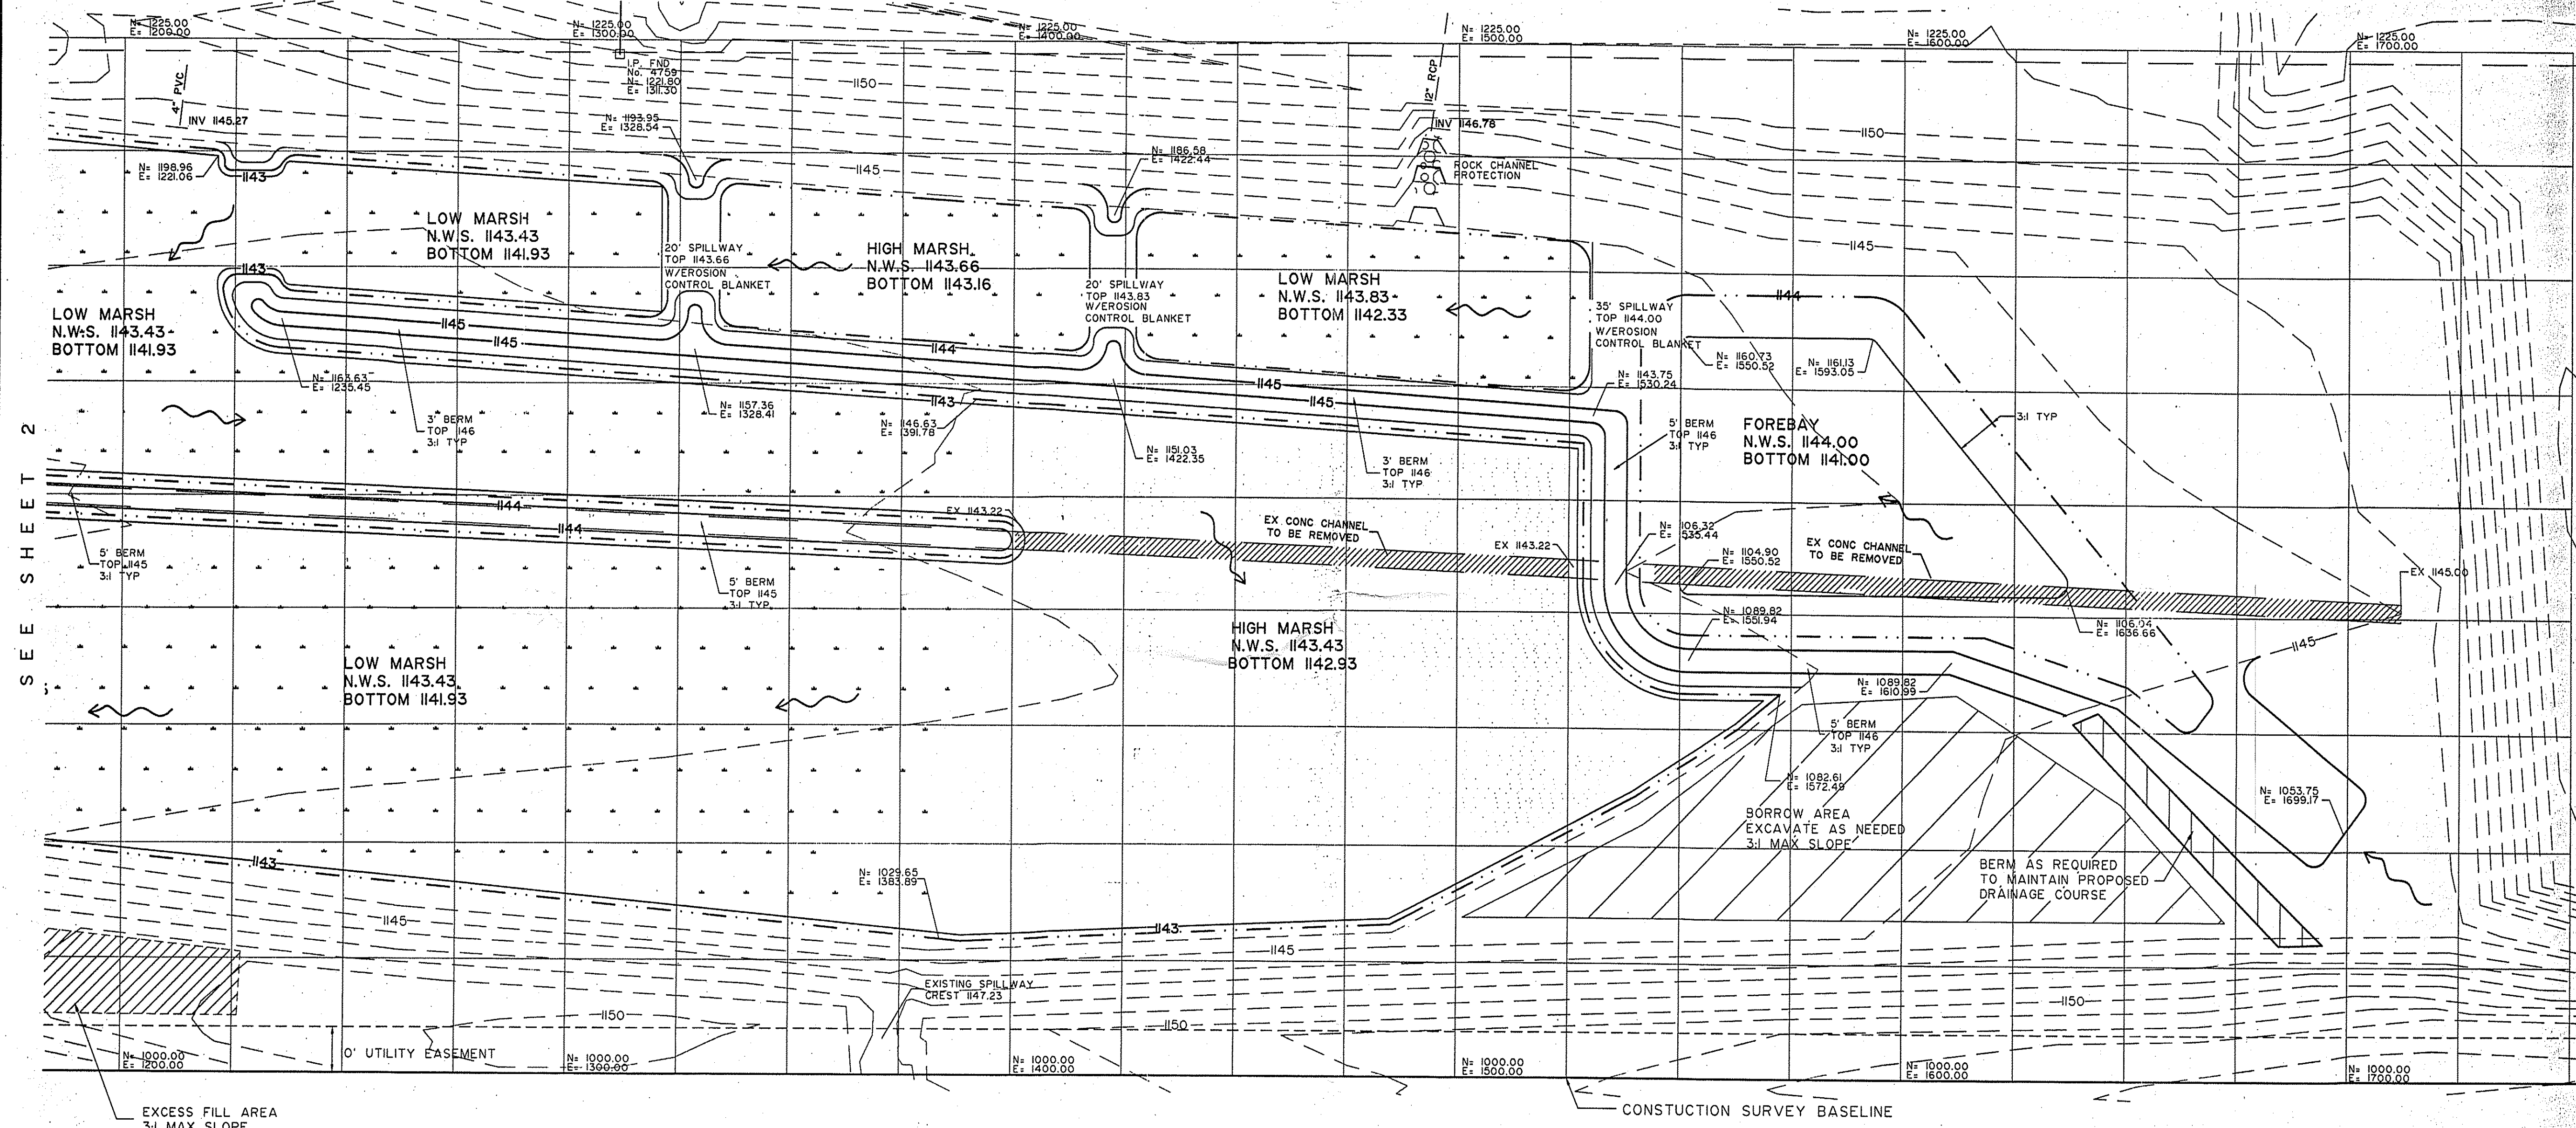 N= 1225.00
E= 1200.00
N= 1225.00
E= 1300.00
N= 1225.00
E= 1400.00
N= 1225.00
E= 1500.00
N= 1225.00
E= 1600.00
N= 1225.00
E= 1700.00
4" PVC
INV 1145.27
I.P. FND
No. 4759
N= 1221.80
E= 1311.30
1150
12" RCP
INV 1146.78
1150
N= 1193.95
E= 1328.54
N= 1186.58
E= 1422.44
1145
ROCK CHANNEL
PROTECTION
N= 1198.96
E= 1221.06
1143
1145
LOW MARSH
N.W.S. 1143.43
BOTTOM 1141.93
20' SPILLWAY
TOP 1143.66
W/EROSION
CONTROL BLANKET
HIGH MARSH
N.W.S. 1143.66
BOTTOM 1143.16
20' SPILLWAY
TOP 1143.83
W/EROSION
CONTROL BLANKET
LOW MARSH
N.W.S. 1143.83
BOTTOM 1142.33
35' SPILLWAY
TOP 1144.00
W/EROSION
CONTROL BLANKET
1144
1143
LOW MARSH
N.W.S. 1143.43
BOTTOM 1141.93
1145
1145
1144
N= 1163.63
E= 1235.45
N= 1160.73
E= 1550.52
N= 1161.13
E= 1593.05
N= 1143.75
E= 1530.24
1145
1145
1143
3' BERM
TOP 1146
3:1 TYP
N= 1157.36
E= 1328.41
N= 1146.63
E= 1391.78
N= 1151.03
E= 1422.35
3' BERM
TOP 1146
3:1 TYP
5' BERM
TOP 1146
3:1 TYP
FOREBAY
N.W.S. 1144.00
BOTTOM 1141.00
3:1 TYP
SEE SHEET 2
1144
1144
EX 1143.22
EX CONC CHANNEL
TO BE REMOVED
EX 1143.22
N= 1106.32
E= 1535.44
N= 1104.90
E= 1550.52
EX CONC CHANNEL
TO BE REMOVED
EX 1145.00
5' BERM
TOP 1145
3:1 TYP
5' BERM
TOP 1145
3:1 TYP.
N= 1089.82
E= 1551.94
N= 1106.04
E= 1636.66
1145
HIGH MARSH
N.W.S. 1143.43
BOTTOM 1142.93
LOW MARSH
N.W.S. 1143.43
BOTTOM 1141.93
N= 1089.82
E= 1610.99
5' BERM
TOP 1146
3:1 TYP
N= 1082.61
E= 1572.49
N= 1053.75
E= 1699.17
BORROW AREA
EXCAVATE AS NEEDED
3:1 MAX SLOPE
BERM AS REQUIRED
TO MAINTAIN PROPOSED
DRAINAGE COURSE
1143
N= 1029.65
E= 1383.89
1145
1143
1145
EXISTING SPILLWAY
CREST 1147.23
1150
1150
1150
0' UTILITY EASEMENT
N= 1000.00
E= 1200.00
N= 1000.00
E= 1300.00
N= 1000.00
E= 1400.00
N= 1000.00
E= 1500.00
N= 1000.00
E= 1600.00
N= 1000.00
E= 1700.00
EXCESS FILL AREA
3:1 MAX SLOPE
CONSTUCTION SURVEY BASELINE